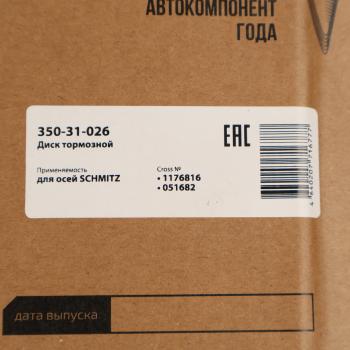 АВТОКОМПОНЕНТ
ГОДА
350-31-026
Диск тормозной
EAC
Применяемость
для осей SCHMITZ
Cross №
• 1176816
• 051682
дата выпуска